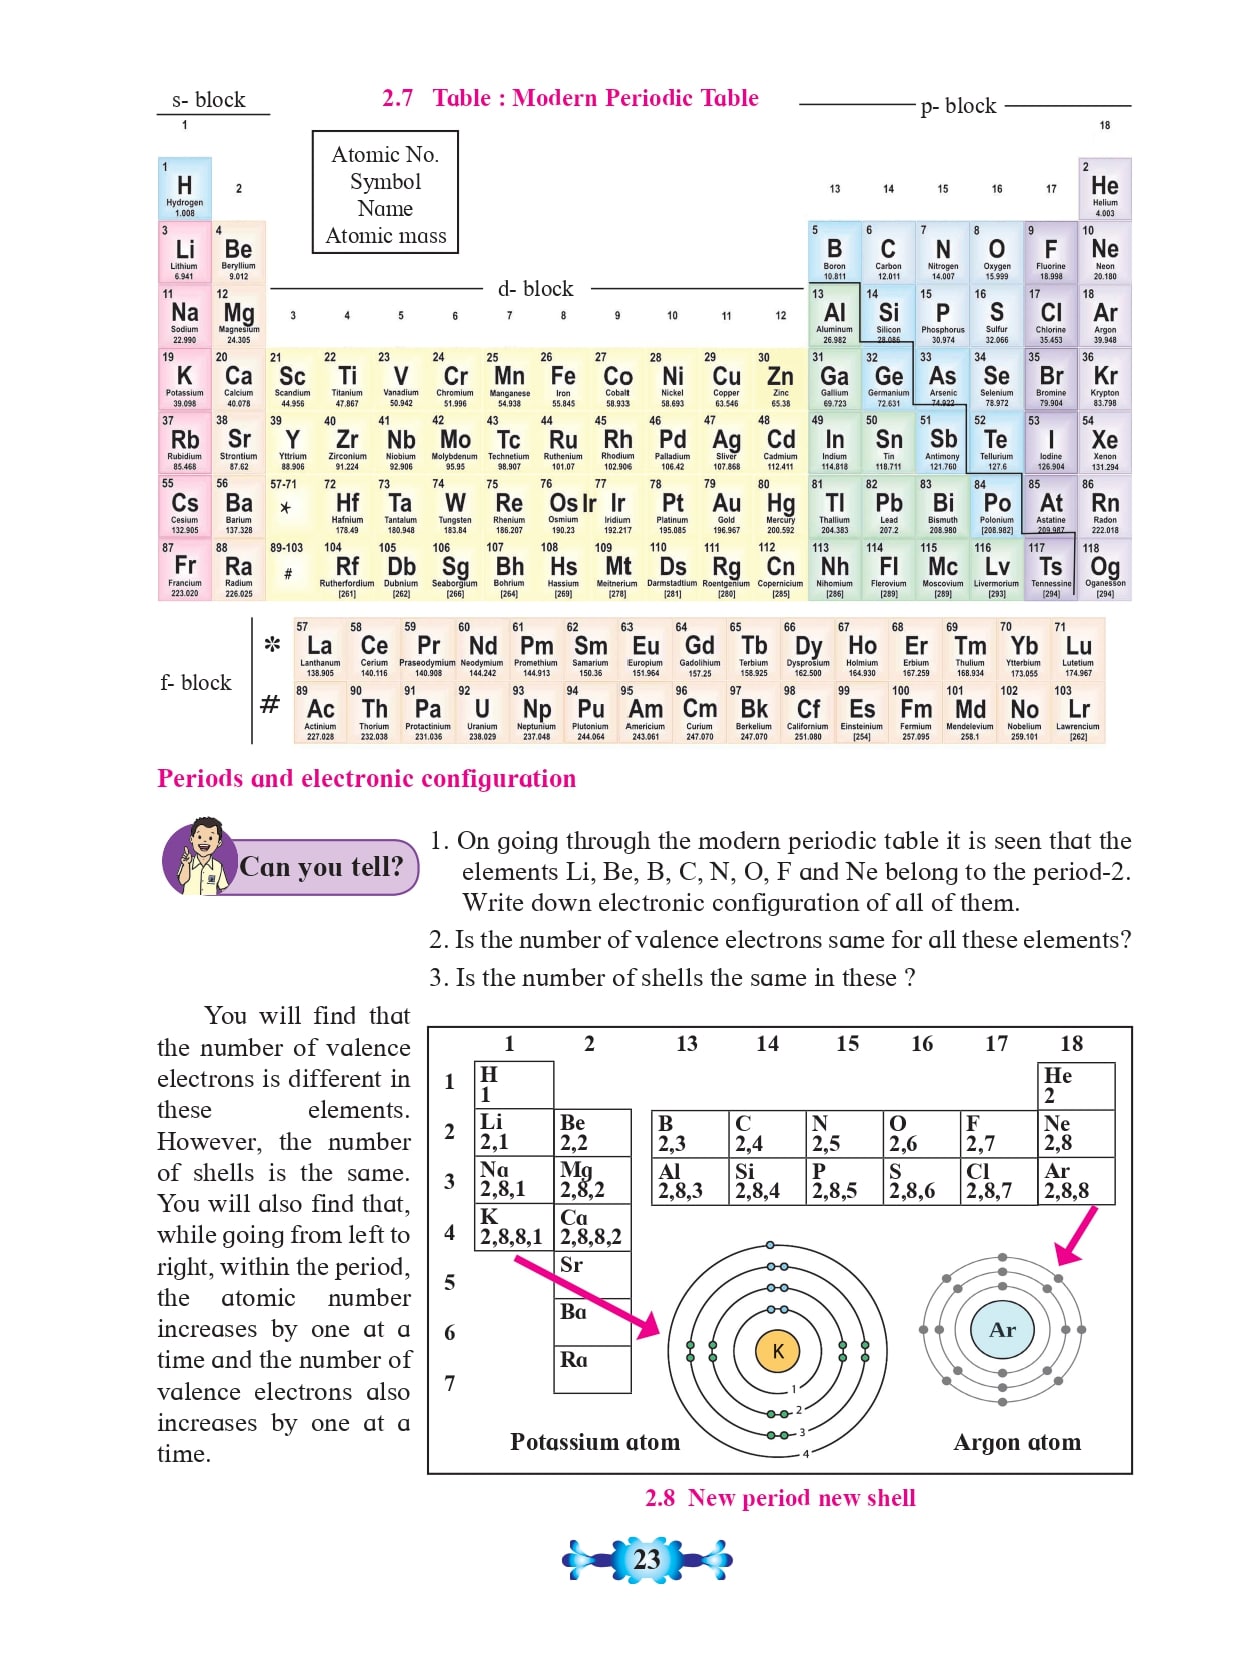 s- block
2.7 Table : Modern Periodic Table
p- block
1
18
Atomic No.
Symbol
Name
Atomic mass
2 13 14 15 16 17
1 2
H He
Hydrogen Helium
1.008 4.003
3 4 5 6 7 8 9 10
Li Be B C N O F Ne
Lithium Beryllium Boron Carbon Nitrogen Oxygen Fluorine Neon
6.941 9.012 10.811 12.011 14.007 15.999 18.998 20.180
d- block
3 4 5 6 7 8 9 10 11 12
11 12 13 14 15 16 17 18
Na Mg Al Si P S Cl Ar
Sodium Magnesium Aluminum Silicon Phosphorus Sulfur Chlorine Argon
22.990 24.305 26.982 28.086 30.974 32.066 35.453 39.948
19 20 21 22 23 24 25 26 27 28 29 30 31 32 33 34 35 36
K Ca Sc Ti V Cr Mn Fe Co Ni Cu Zn Ga Ge As Se Br Kr
Potassium Calcium Scandium Titanium Vanadium Chromium Manganese Iron Cobalt Nickel Copper Zinc Gallium Germanium Arsenic Selenium Bromine Krypton
39.098 40.078 44.956 47.867 50.942 51.996 54.938 55.845 58.933 58.693 63.546 65.38 69.723 72.631 74.922 78.972 79.904 83.798
37 38 39 40 41 42 43 44 45 46 47 48 49 50 51 52 53 54
Rb Sr Y Zr Nb Mo Tc Ru Rh Pd Ag Cd In Sn Sb Te I Xe
Rubidium Strontium Yttrium Zirconium Niobium Molybdenum Technetium Ruthenium Rhodium Palladium Sliver Cadmium Indium Tin Antimony Tellurium Iodine Xenon
85.468 87.62 88.906 91.224 92.906 95.95 98.907 101.07 102.906 106.42 107.868 112.411 114.818 118.711 121.760 127.6 126.904 131.294
55 56 57-71 72 73 74 75 76 77 78 79 80 81 82 83 84 85 86
Cs Ba * Hf Ta W Re Os Ir Ir Pt Au Hg Tl Pb Bi Po At Rn
Cesium Barium Hafnium Tantalum Tungsten Rhenium Osmium Iridium Platinum Gold Mercury Thallium Lead Bismuth Polonium Astatine Radon
132.905 137.328 178.49 180.948 183.84 186.207 190.23 192.217 195.085 196.967 200.592 204.383 207.2 208.980 [208.982] 209.987 222.018
87 88 89-103 104 105 106 107 108 109 110 111 112 113 114 115 116 117 118
Fr Ra # Rf Db Sg Bh Hs Mt Ds Rg Cn Nh Fl Mc Lv Ts Og
Francium Radium Rutherfordium Dubnium Seaborgium Bohrium Hassium Meitnerium Darmstadtium Roentgenium Copernicium Nihomium Flerovium Moscovium Livermorium Tennessine Oganesson
223.020 226.025 [261] [262] [266] [264] [269] [278] [281] [280] [285] [286] [289] [289] [293] [294] [294]
f- block
57 58 59 60 61 62 63 64 65 66 67 68 69 70 71
* La Ce Pr Nd Pm Sm Eu Gd Tb Dy Ho Er Tm Yb Lu
Lanthanum Cerium Praseodymium Neodymium Promethium Samarium Europium Gadolihium Terbium Dysprosium Holmium Erbium Thulium Ytterbium Lutetium
138.905 140.116 140.908 144.242 144.913 150.36 151.964 157.25 158.925 162.500 164.930 167.259 168.934 173.055 174.967
89 90 91 92 93 94 95 96 97 98 99 100 101 102 103
# Ac Th Pa U Np Pu Am Cm Bk Cf Es Fm Md No Lr
Actinium Thorium Protactinium Uranium Neptunium Plutonium Americium Curium Berkelium Californium Einsteinium Fermium Mendelevium Nobelium Lawrencium
227.028 232.038 231.036 238.029 237.048 244.064 243.061 247.070 247.070 251.080 [254] 257.095 258.1 259.101 [262]
Periods and electronic configuration
Can you tell?
1. On going through the modern periodic table it is seen that the
elements Li, Be, B, C, N, O, F and Ne belong to the period-2.
Write down electronic configuration of all of them.
2. Is the number of valence electrons same for all these elements?
3. Is the number of shells the same in these ?
You will find that
the number of valence
electrons is different in
these elements.
However, the number
of shells is the same.
You will also find that,
while going from left to
right, within the period,
the atomic number
increases by one at a
time and the number of
valence electrons also
increases by one at a
time.
1 2 13 14 15 16 17 18
1 H He
1 2
2 Li Be B C N O F Ne
2,1 2,2 2,3 2,4 2,5 2,6 2,7 2,8
3 Na Mg Al Si P S Cl Ar
2,8,1 2,8,2 2,8,3 2,8,4 2,8,5 2,8,6 2,8,7 2,8,8
4 K Ca
2,8,8,1 2,8,8,2
5 Sr
6 Ba
7 Ra
K
1
2
3
4
Ar
Potassium atom
Argon atom
2.8 New period new shell
23